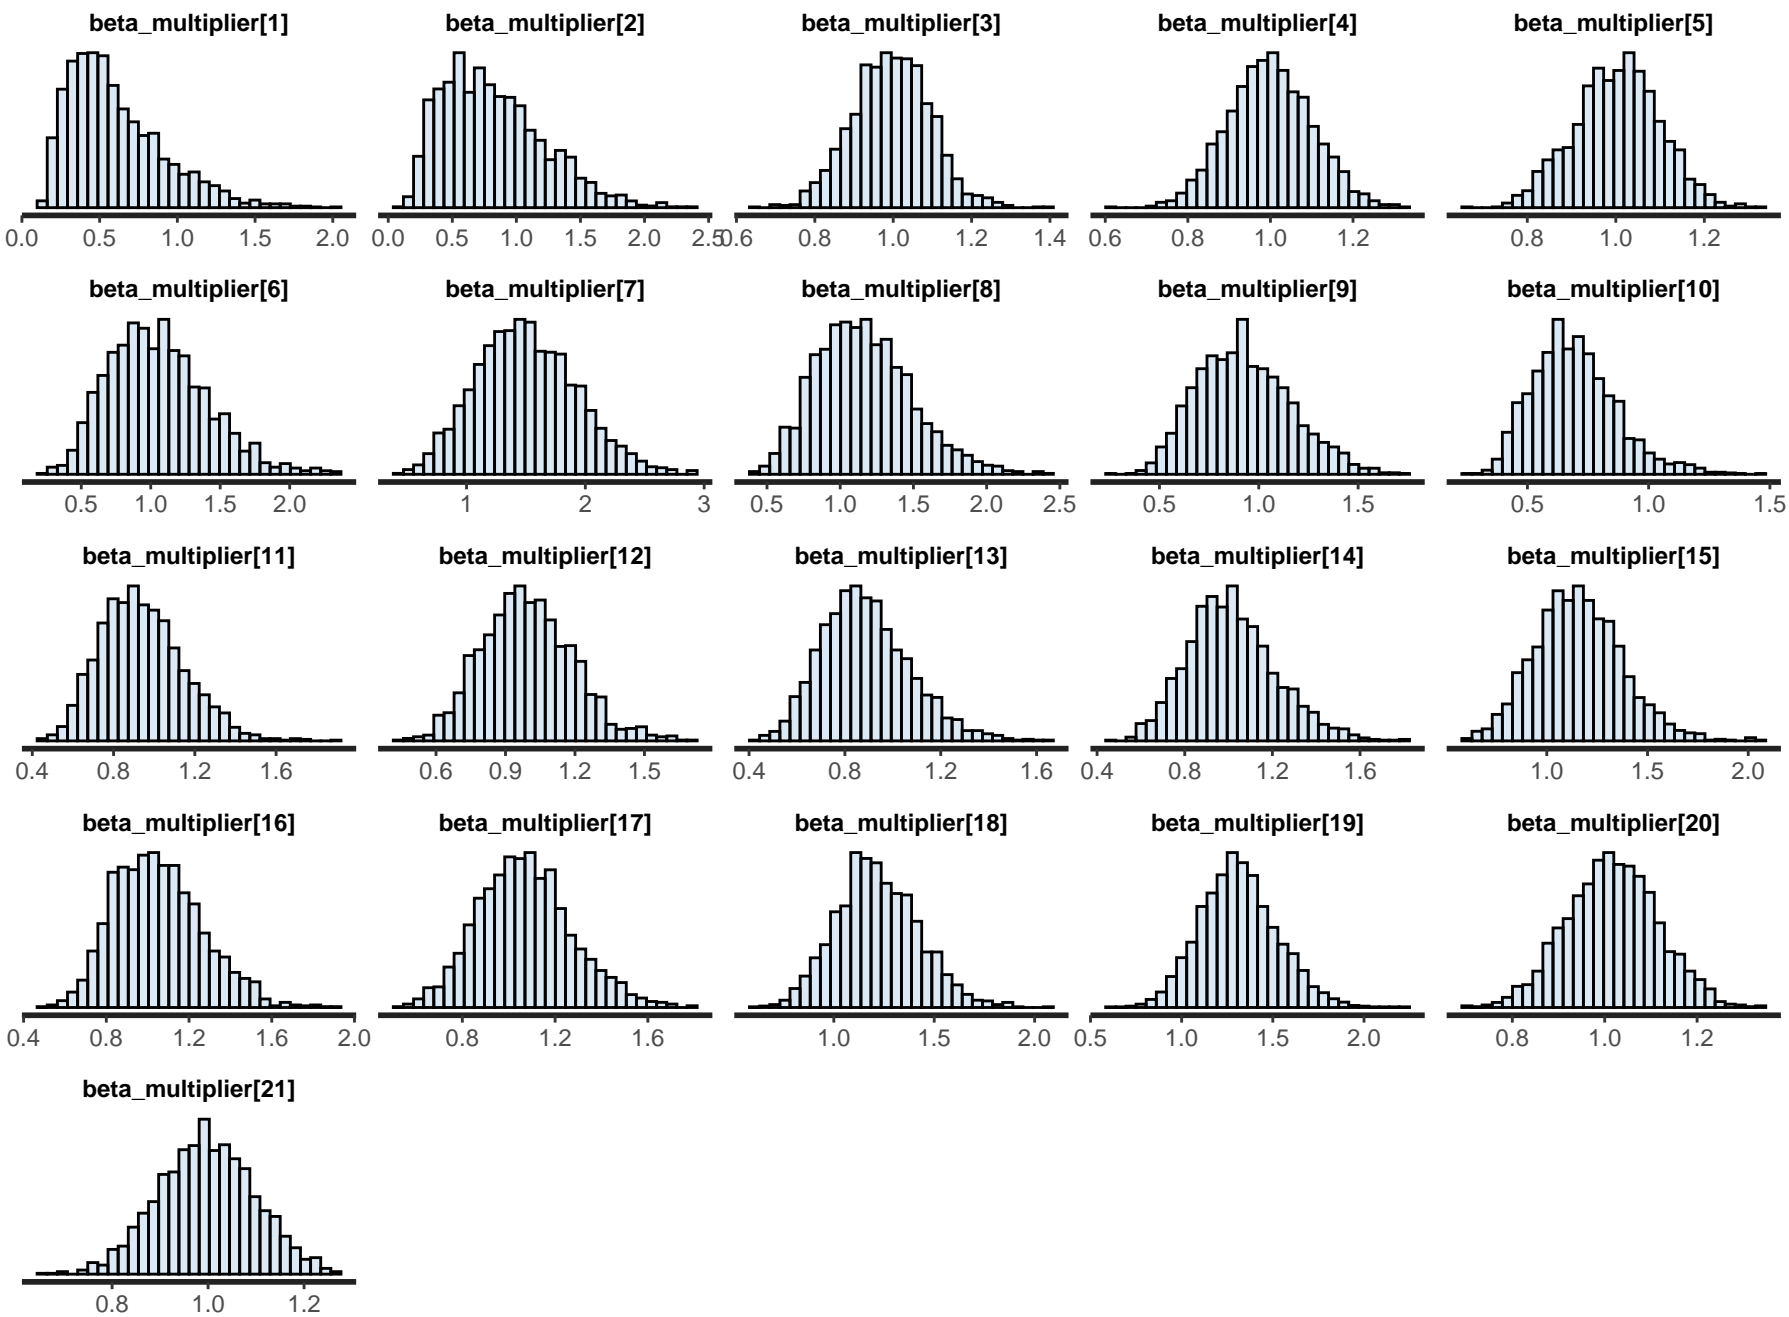 beta_multiplier[1] beta_multiplier[2] beta_multiplier[3] beta_multiplier[4] beta_multiplier[5]
0.0 0.5 1.0 1.5 2.0 0.0 0.5 1.0 1.5 2.0 2.5 0.6 0.8 1.0 1.2 1.4 0.6 0.8 1.0 1.2 0.8 1.0 1.2
beta_multiplier[6] beta_multiplier[7] beta_multiplier[8] beta_multiplier[9] beta_multiplier[10]
0.5 1.0 1.5 2.0 1 2 3 0.5 1.0 1.5 2.0 2.5 0.5 1.0 1.5 0.5 1.0 1.5
beta_multiplier[11] beta_multiplier[12] beta_multiplier[13] beta_multiplier[14] beta_multiplier[15]
0.4 0.8 1.2 1.6 0.6 0.9 1.2 1.5 0.4 0.8 1.2 1.6 0.4 0.8 1.2 1.6 1.0 1.5 2.0
beta_multiplier[16] beta_multiplier[17] beta_multiplier[18] beta_multiplier[19] beta_multiplier[20]
0.4 0.8 1.2 1.6 2.0 0.8 1.2 1.6 1.0 1.5 2.0 0.5 1.0 1.5 2.0 0.8 1.0 1.2
beta_multiplier[21]
0.8 1.0 1.2